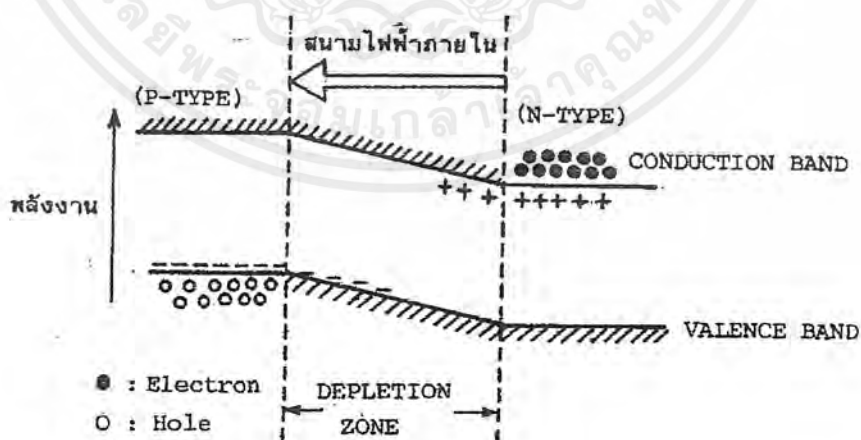 สนามไฟฟ้าภายใน
(P-TYPE)
(N-TYPE)
CONDUCTION BAND
+ + + +++++
พลังงาน
VALENCE BAND
● : Electron
O : Hole
DEPLETION
ZONE